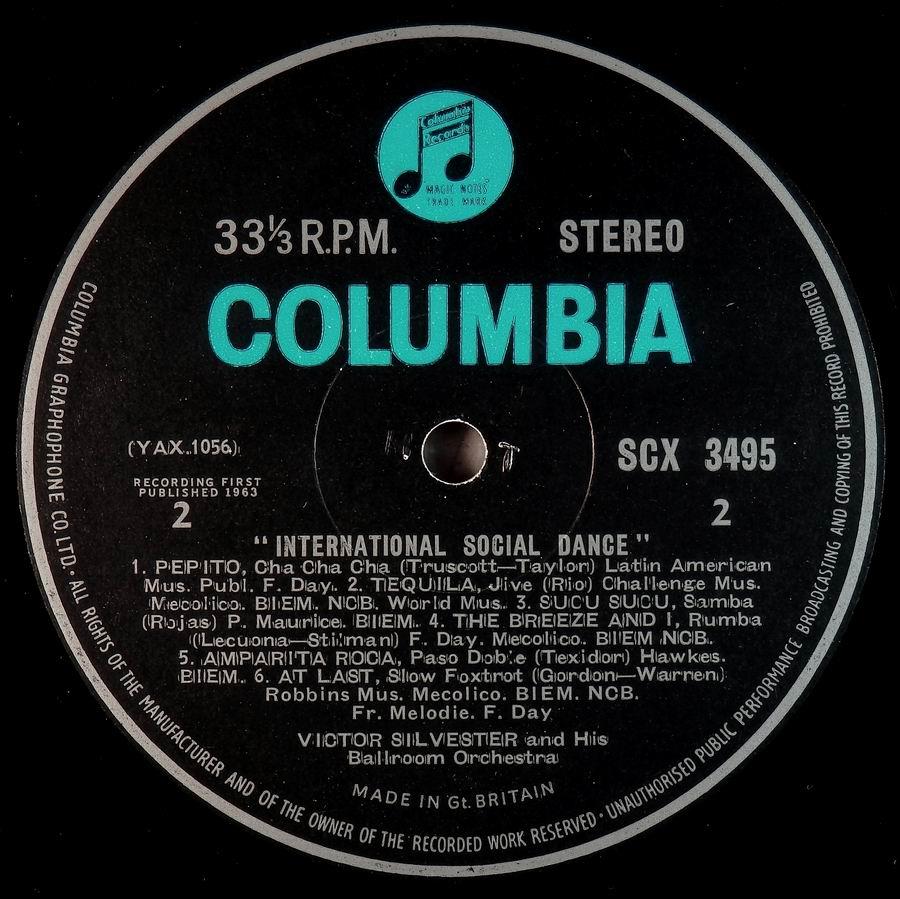 Columbia
Records
MAGIC NOTES
TRADE MARK
33⅓ R.P.M.
STEREO
COLUMBIA
(YAX.1056)
SCX 3495
RECORDING FIRST
PUBLISHED 1963
2
2
"INTERNATIONAL SOCIAL DANCE"
1. PEPITO, Cha Cha Cha (Truscott—Taylor) Latin American
Mus. Publ. F. Day. 2. TEQUILA, Jive (Rio) Challenge Mus.
Mecolico. BIEM. NCB. World Mus. 3. SUCU SUCU, Samba
(Rojas) P. Maurice. BIEM. 4. THE BREEZE AND I, Rumba
(Lecuona—Stillman) F. Day. Mecolico. BIEM NCB.
5. AMPARITA ROCA, Paso Doble (Texidor) Hawkes.
BIEM. 6. AT LAST, Slow Foxtrot (Gordon—Warren)
Robbins Mus. Mecolico. BIEM. NCB.
Fr. Melodie. F. Day
VICTOR SILVESTER and His
Ballroom Orchestra
MADE IN Gt. BRITAIN
COLUMBIA GRAPHOPHONE CO. LTD · ALL RIGHTS OF THE MANUFACTURER AND OF THE OWNER OF THE RECORDED WORK RESERVED · UNAUTHORISED PUBLIC PERFORMANCE BROADCASTING AND COPYING OF THIS RECORD PROHIBITED